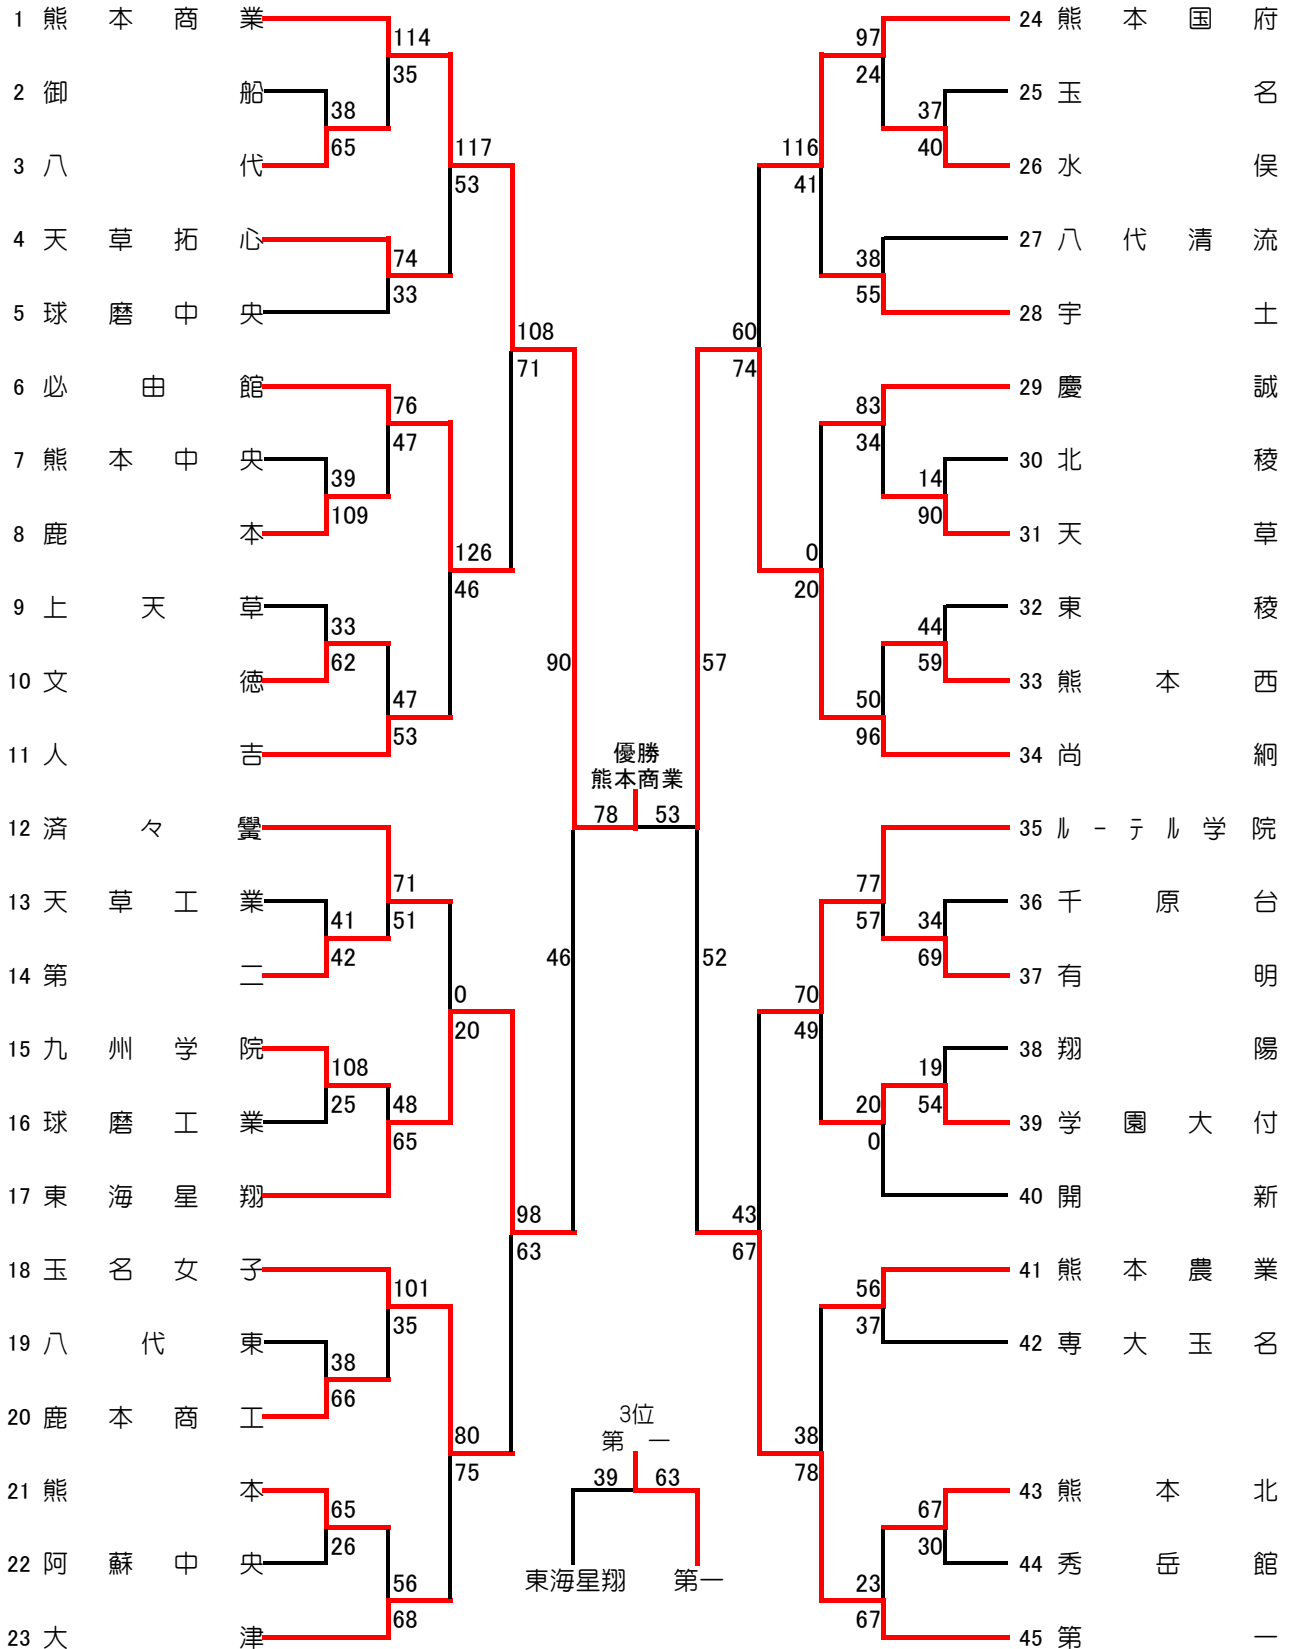 1 熊本商業
2 御船
3 八代
4 天草拓心
5 球磨中央
6 必由館
7 熊本中央
8 鹿本
9 上天草
10 文徳
11 人吉
12 済々黌
13 天草工業
14 第二
15 九州学院
16 球磨工業
17 東海星翔
18 玉名女子
19 八代東
20 鹿本商工
21 熊本
22 阿蘇中央
23 大津
114
35
38
65
117
53
74
33
108
71
76
47
39
109
126
46
33
62
47
53
90
71
51
41
42
0
20
108
25
48
65
46
98
63
101
35
38
66
80
75
65
26
56
68
優勝
熊本商業
78 53
57
52
3位
第一
39 63
東海星翔 第一
97
24
37
40
116
41
38
55
60
74
83
34
14
90
0
20
44
59
50
96
77
57
34
69
70
49
19
54
20
0
43
67
56
37
38
78
67
30
23
67
24 熊本国府
25 玉名
26 水俣
27 八代清流
28 宇土
29 慶誠
30 北稜
31 天草
32 東稜
33 熊本西
34 尚絅
35 ルーテル学院
36 千原台
37 有明
38 翔陽
39 学園大付
40 開新
41 熊本農業
42 専大玉名
43 熊本北
44 秀岳館
45 第一